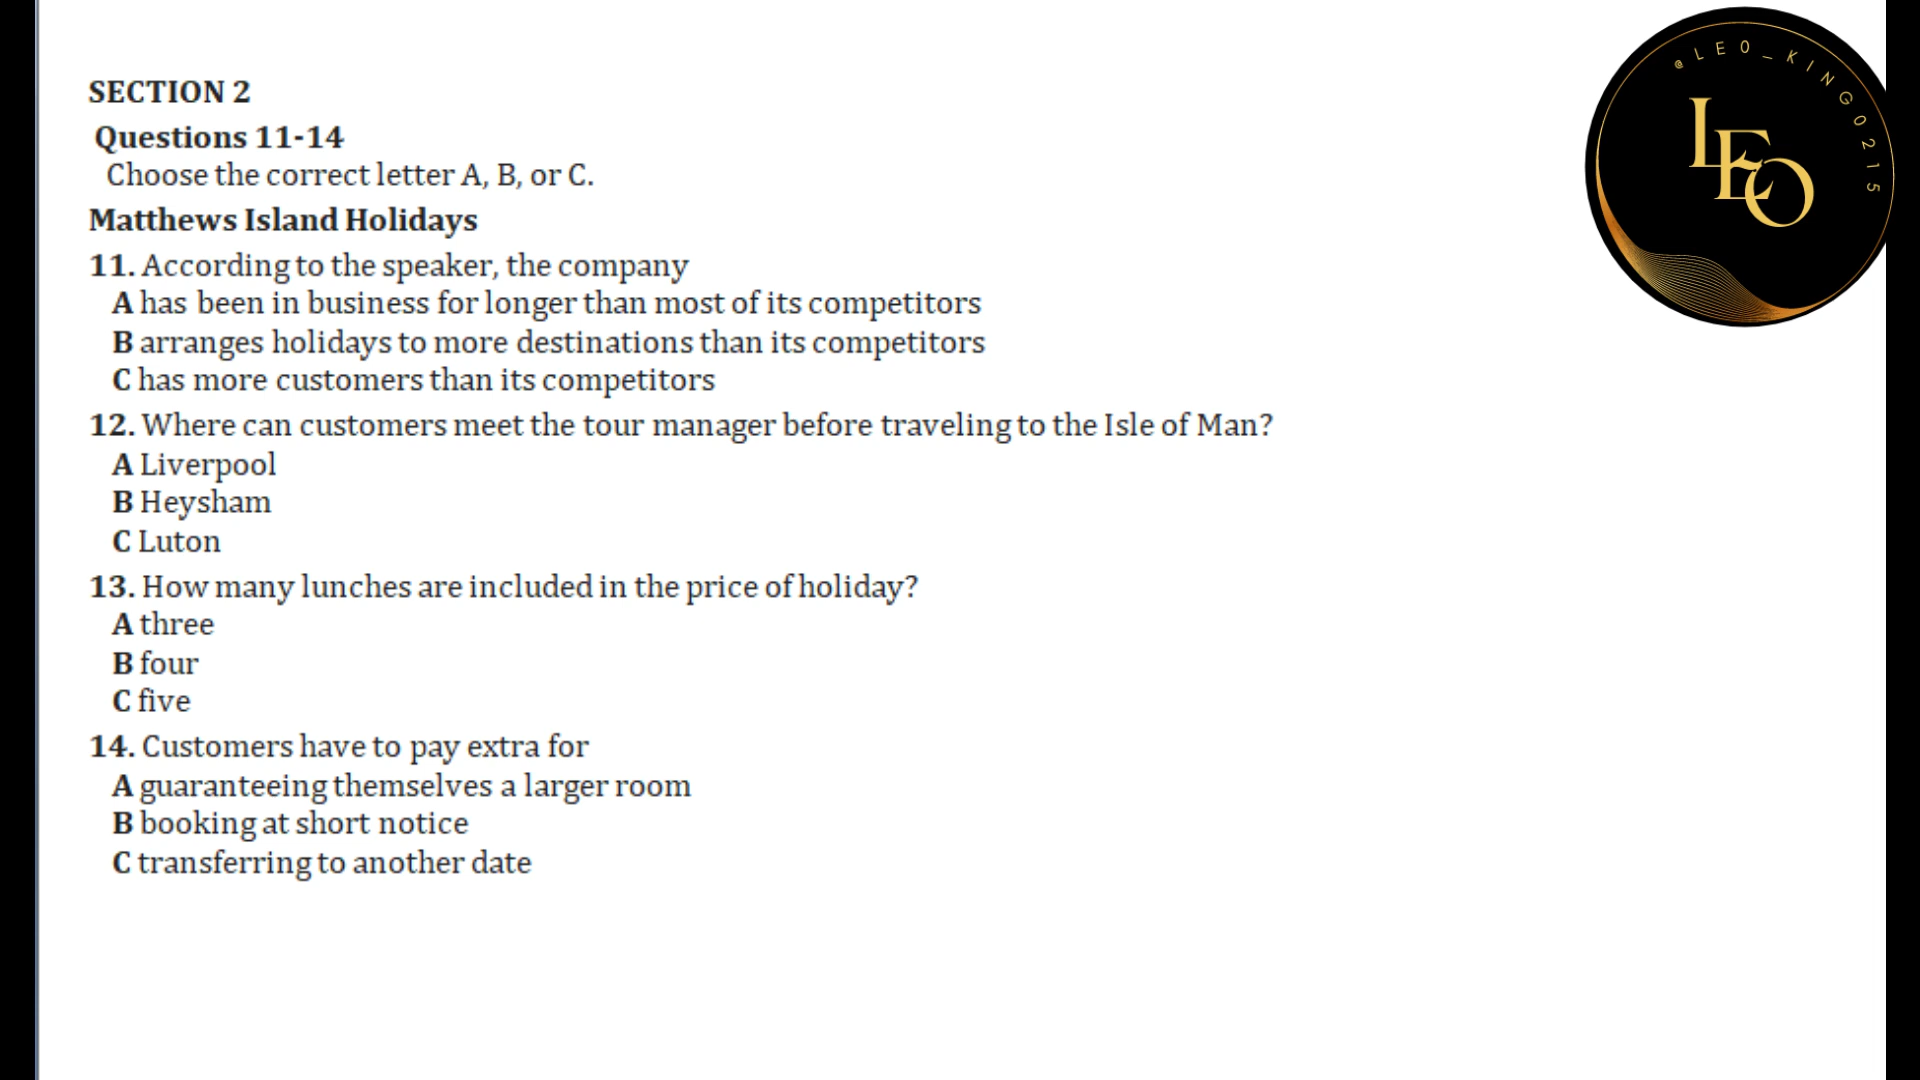 SECTION 2
Questions 11-14
Choose the correct letter A, B, or C.
Matthews Island Holidays
11. According to the speaker, the company
A has been in business for longer than most of its competitors
B arranges holidays to more destinations than its competitors
C has more customers than its competitors
12. Where can customers meet the tour manager before traveling to the Isle of Man?
A Liverpool
B Heysham
C Luton
13. How many lunches are included in the price of holiday?
A three
B four
C five
14. Customers have to pay extra for
A guaranteeing themselves a larger room
B booking at short notice
C transferring to another date
@LEO_KING0215
LEO